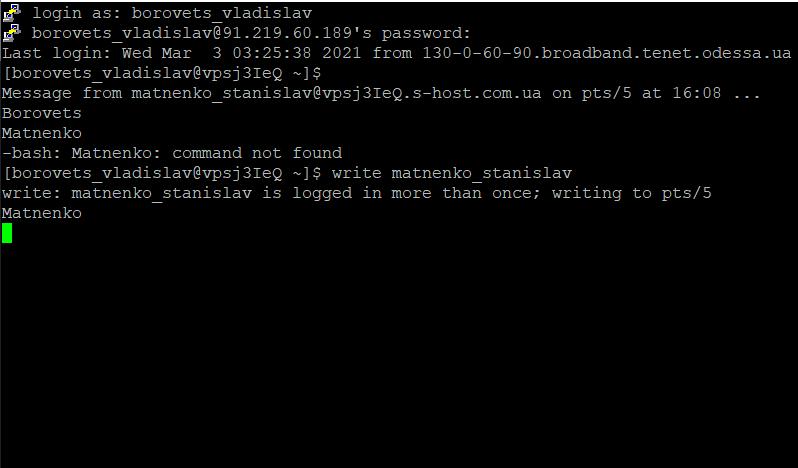 login as: borovets_vladislav
borovets_vladislav@91.219.60.189's password:
Last login: Wed Mar  3 03:25:38 2021 from 130-0-60-90.broadband.tenet.odessa.ua
[borovets_vladislav@vpsj3IeQ ~]$
Message from matnenko_stanislav@vpsj3IeQ.s-host.com.ua on pts/5 at 16:08 ...
Borovets
Matnenko
-bash: Matnenko: command not found
[borovets_vladislav@vpsj3IeQ ~]$ write matnenko_stanislav
write: matnenko_stanislav is logged in more than once; writing to pts/5
Matnenko